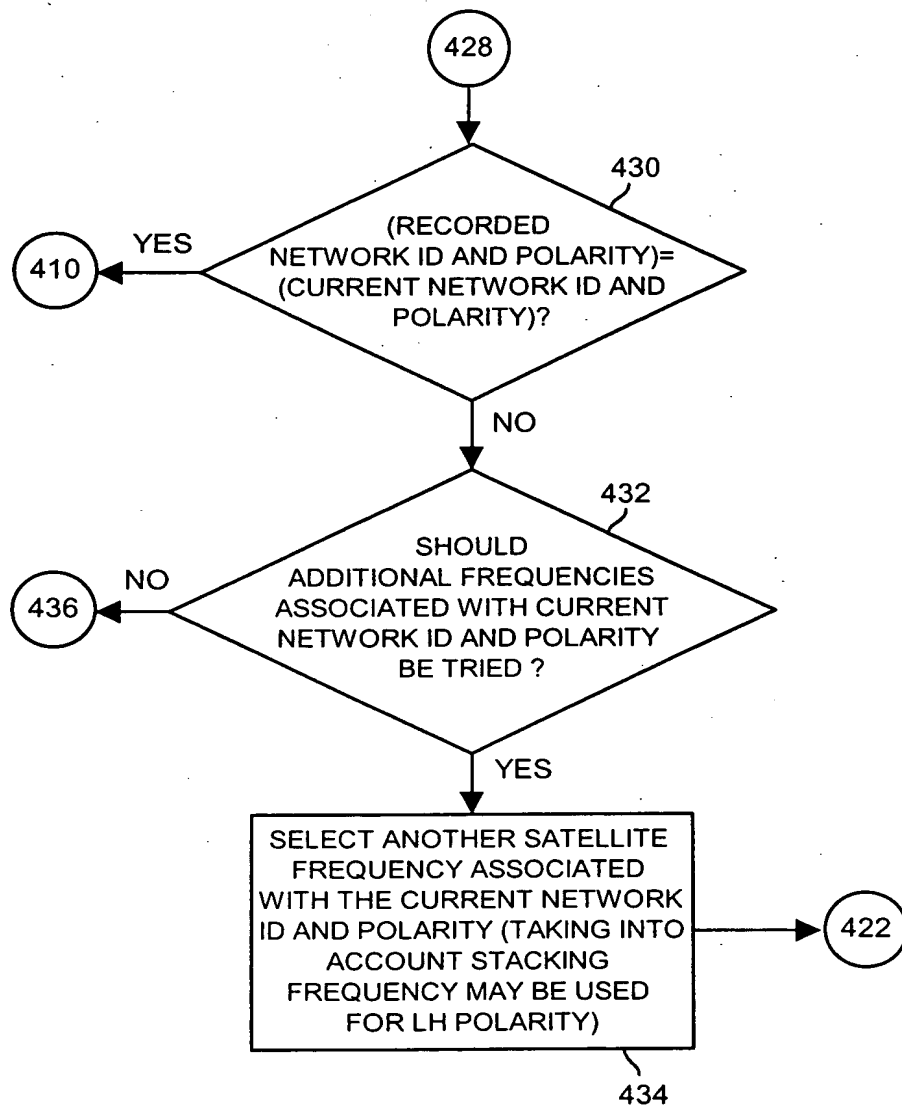 428
430
(RECORDED
NETWORK ID AND POLARITY)=
(CURRENT NETWORK ID AND
POLARITY)?
YES
410
NO
432
SHOULD
ADDITIONAL FREQUENCIES
ASSOCIATED WITH CURRENT
NETWORK ID AND POLARITY
BE TRIED ?
NO
436
YES
SELECT ANOTHER SATELLITE
FREQUENCY ASSOCIATED
WITH THE CURRENT NETWORK
ID AND POLARITY (TAKING INTO
ACCOUNT STACKING
FREQUENCY MAY BE USED
FOR LH POLARITY)
422
434